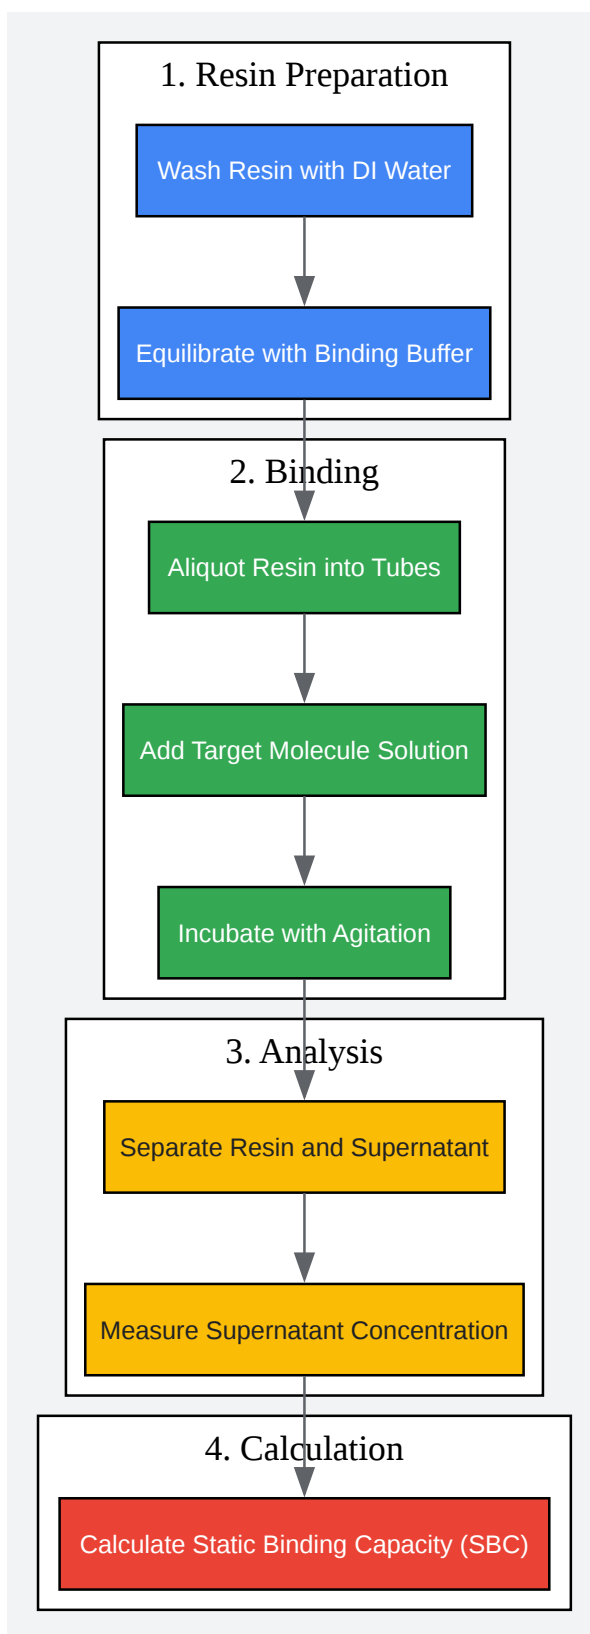 1. Resin Preparation
Wash Resin with DI Water
Equilibrate with Binding Buffer
2. Binding
Aliquot Resin into Tubes
Add Target Molecule Solution
Incubate with Agitation
3. Analysis
Separate Resin and Supernatant
Measure Supernatant Concentration
4. Calculation
Calculate Static Binding Capacity (SBC)